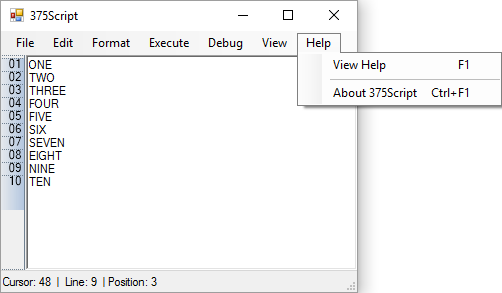 375Script
File Edit Format Execute Debug View Help
View Help F1
About 375Script Ctrl+F1
01 ONE
02 TWO
03 THREE
04 FOUR
05 FIVE
06 SIX
07 SEVEN
08 EIGHT
09 NINE
10 TEN
Cursor: 48 | Line: 9 | Position: 3